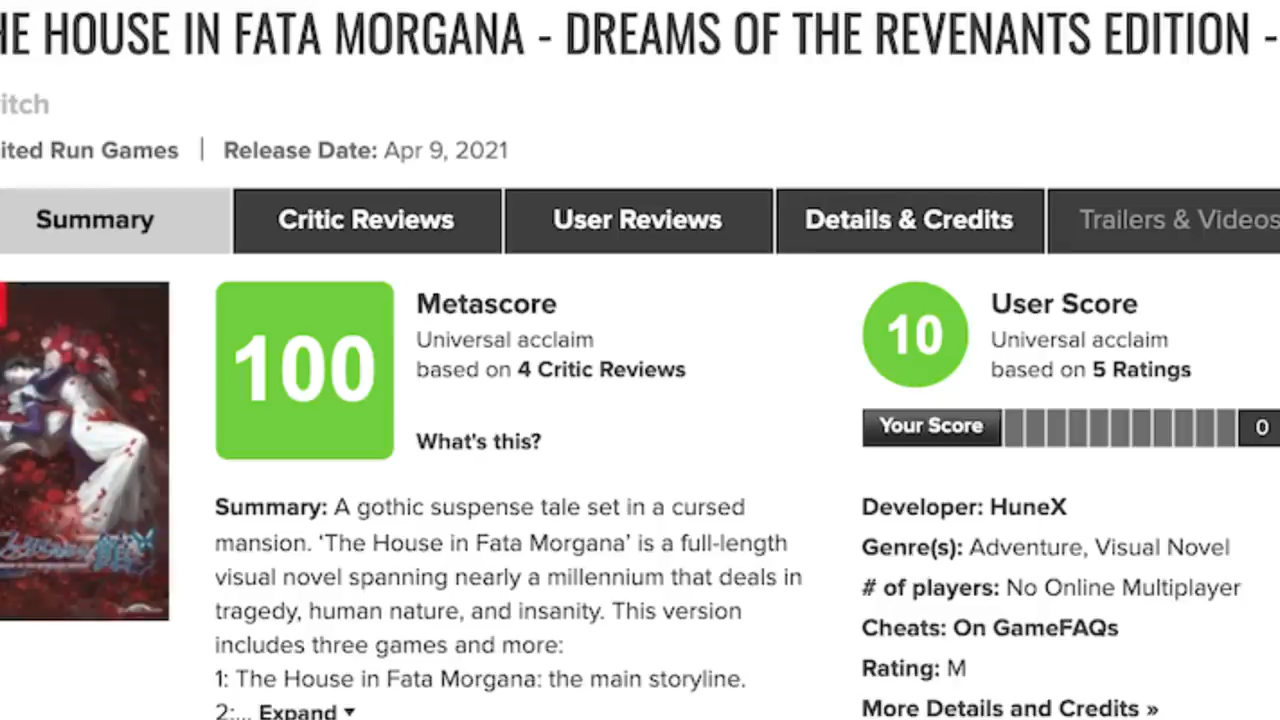 HE HOUSE IN FATA MORGANA - DREAMS OF THE REVENANTS EDITION -
itch
ited Run Games | Release Date: Apr 9, 2021
Summary Critic Reviews User Reviews Details & Credits Trailers & Videos
100
Metascore
Universal acclaim
based on 4 Critic Reviews
What's this?
10
User Score
Universal acclaim
based on 5 Ratings
Your Score 0
Summary: A gothic suspense tale set in a cursed
mansion. ‘The House in Fata Morgana’ is a full-length
visual novel spanning nearly a millennium that deals in
tragedy, human nature, and insanity. This version
includes three games and more:
1: The House in Fata Morgana: the main storyline.
2:... Expand ▼
Developer: HuneX
Genre(s): Adventure, Visual Novel
# of players: No Online Multiplayer
Cheats: On GameFAQs
Rating: M
More Details and Credits »